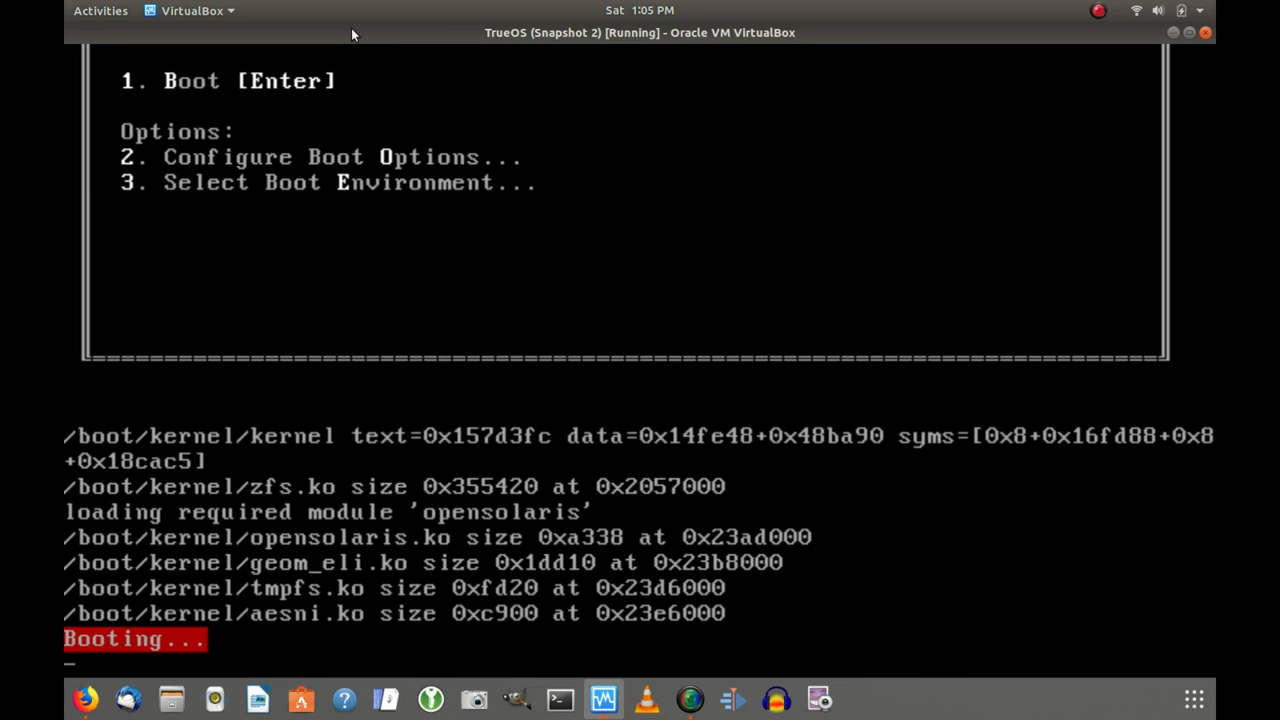 Activities
VirtualBox
Sat 1:05 PM
TrueOS (Snapshot 2) [Running] - Oracle VM VirtualBox
1. Boot [Enter]
Options:
2. Configure Boot Options...
3. Select Boot Environment...
/boot/kernel/kernel text=0x157d3fc data=0x14fe48+0x48ba90 syms=[0x8+0x16fd88+0x8
+0x18cac5]
/boot/kernel/zfs.ko size 0x355420 at 0x2057000
loading required module 'opensolaris'
/boot/kernel/opensolaris.ko size 0xa338 at 0x23ad000
/boot/kernel/geom_eli.ko size 0x1dd10 at 0x23b8000
/boot/kernel/tmpfs.ko size 0xfd20 at 0x23d6000
/boot/kernel/aesni.ko size 0xc900 at 0x23e6000
Booting...